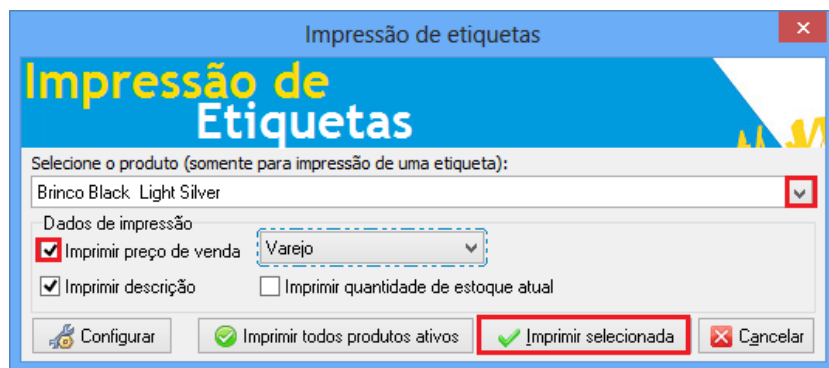 Impressão de etiquetas
Impressão de
Etiquetas
Selecione o produto (somente para impressão de uma etiqueta):
Brinco Black  Light Silver
Dados de impressão
Imprimir preço de venda Varejo
Imprimir descrição Imprimir quantidade de estoque atual
Configurar Imprimir todos produtos ativos Imprimir selecionada Cancelar